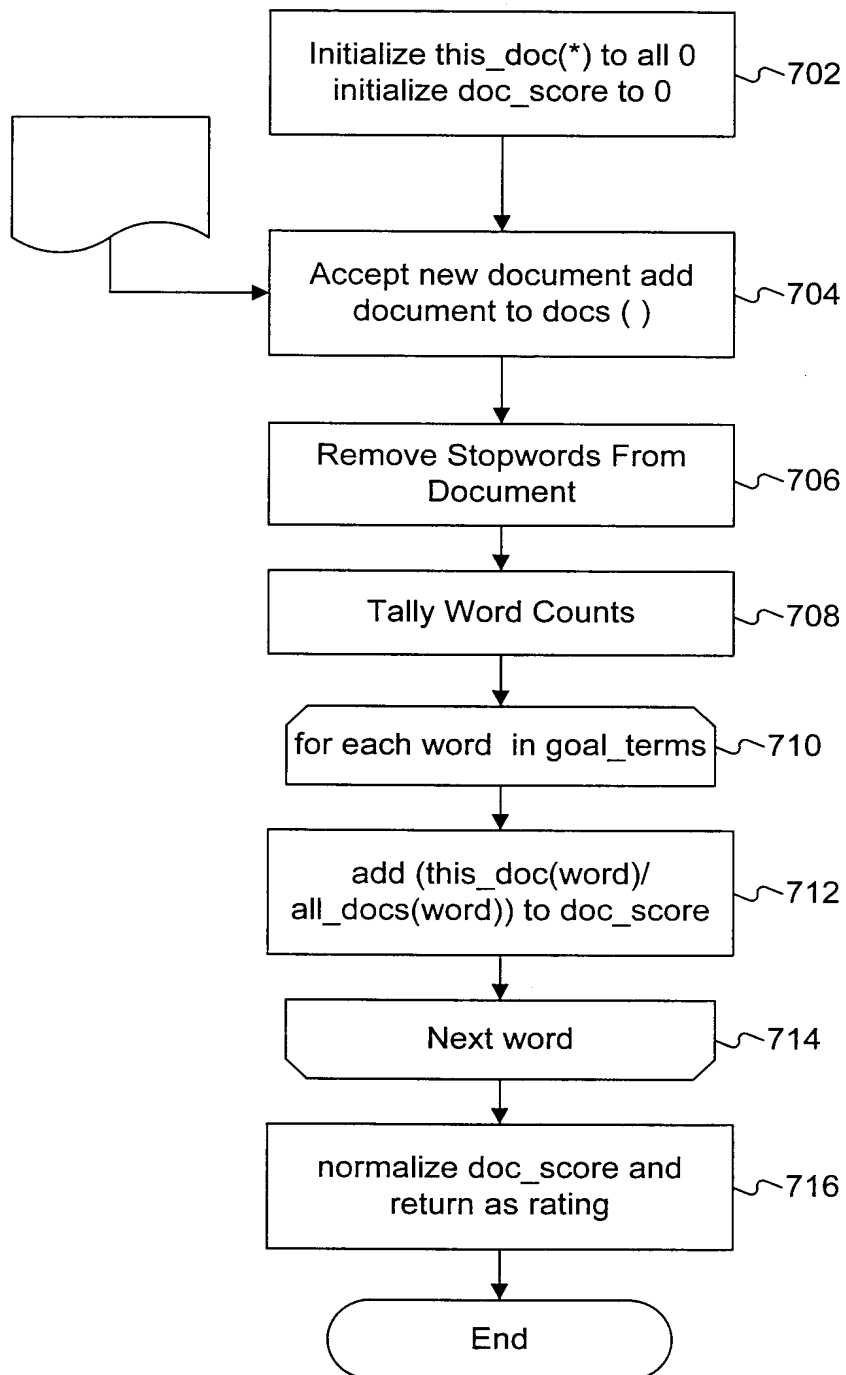 Initialize this_doc(*) to all 0
initialize doc_score to 0
702
Accept new document add
document to docs ( )
704
Remove Stopwords From
Document
706
Tally Word Counts
708
for each word in goal_terms
710
add (this_doc(word)/
all_docs(word)) to doc_score
712
Next word
714
normalize doc_score and
return as rating
716
End